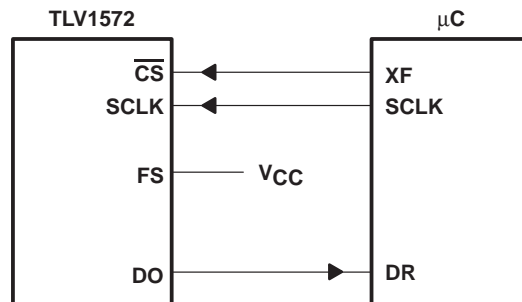 TLV1572 μC
CS XF
SCLK SCLK
FS VCC
DO DR